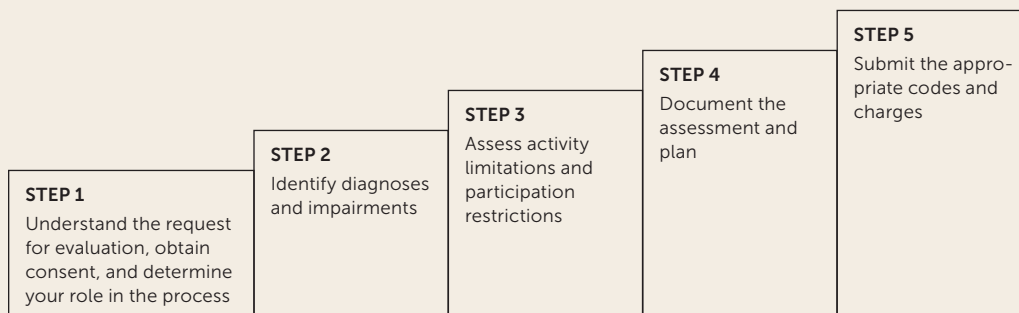 STEP 1
Understand the request
for evaluation, obtain
consent, and determine
your role in the process
STEP 2
Identify diagnoses
and impairments
STEP 3
Assess activity
limitations and
participation
restrictions
STEP 4
Document the
assessment and
plan
STEP 5
Submit the appro-
priate codes and
charges